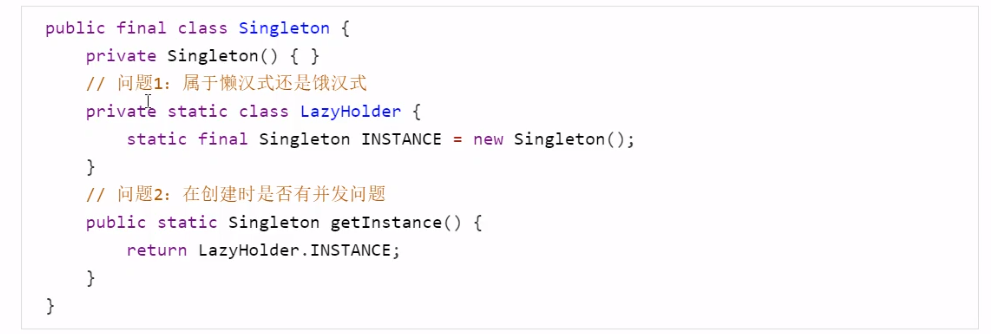 public final class Singleton {
    private Singleton() { }
    // 问题1：属于懒汉式还是饿汉式
    private static class LazyHolder {
        static final Singleton INSTANCE = new Singleton();
    }
    // 问题2：在创建时是否有并发问题
    public static Singleton getInstance() {
        return LazyHolder.INSTANCE;
    }
}